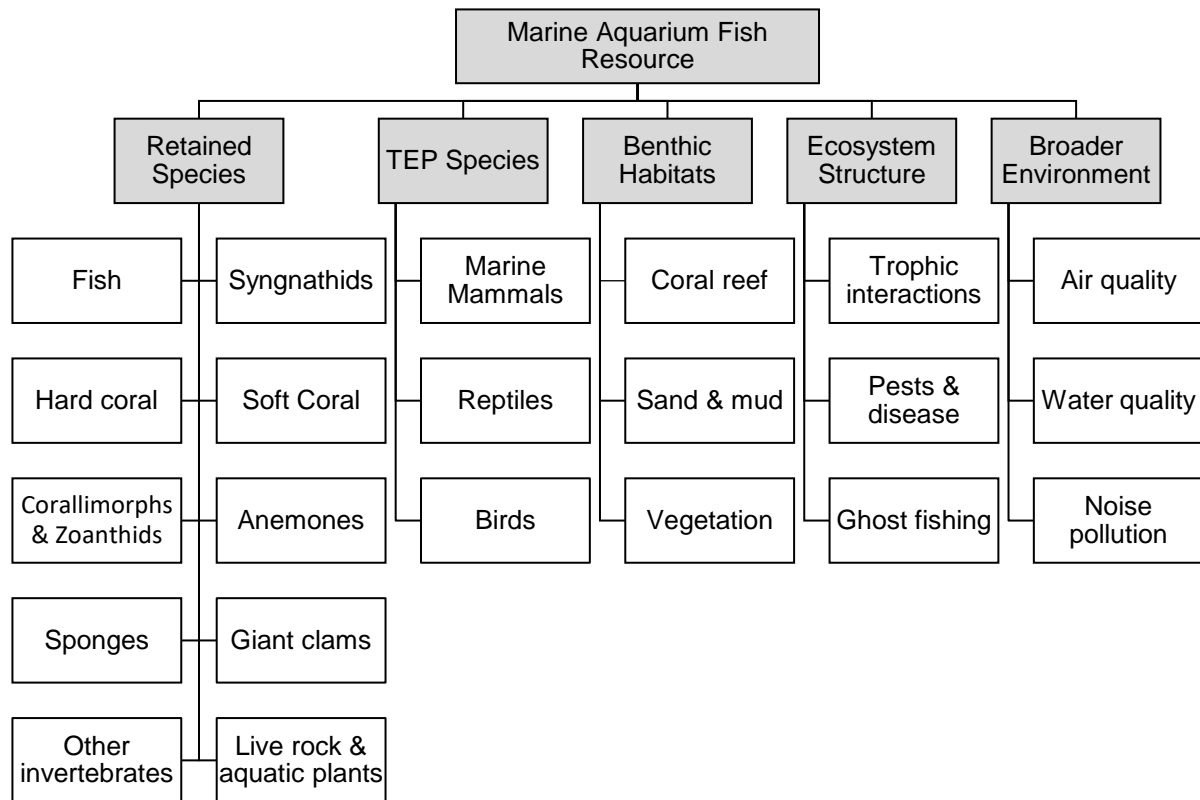 Marine Aquarium Fish
Resource
Retained
Species
TEP Species
Benthic
Habitats
Ecosystem
Structure
Broader
Environment
Fish
Syngnathids
Marine
Mammals
Coral reef
Trophic
interactions
Air quality
Hard coral
Soft Coral
Reptiles
Sand & mud
Pests &
disease
Water quality
Corallimorphs
& Zoanthids
Anemones
Birds
Vegetation
Ghost fishing
Noise
pollution
Sponges
Giant clams
Other
invertebrates
Live rock &
aquatic plants